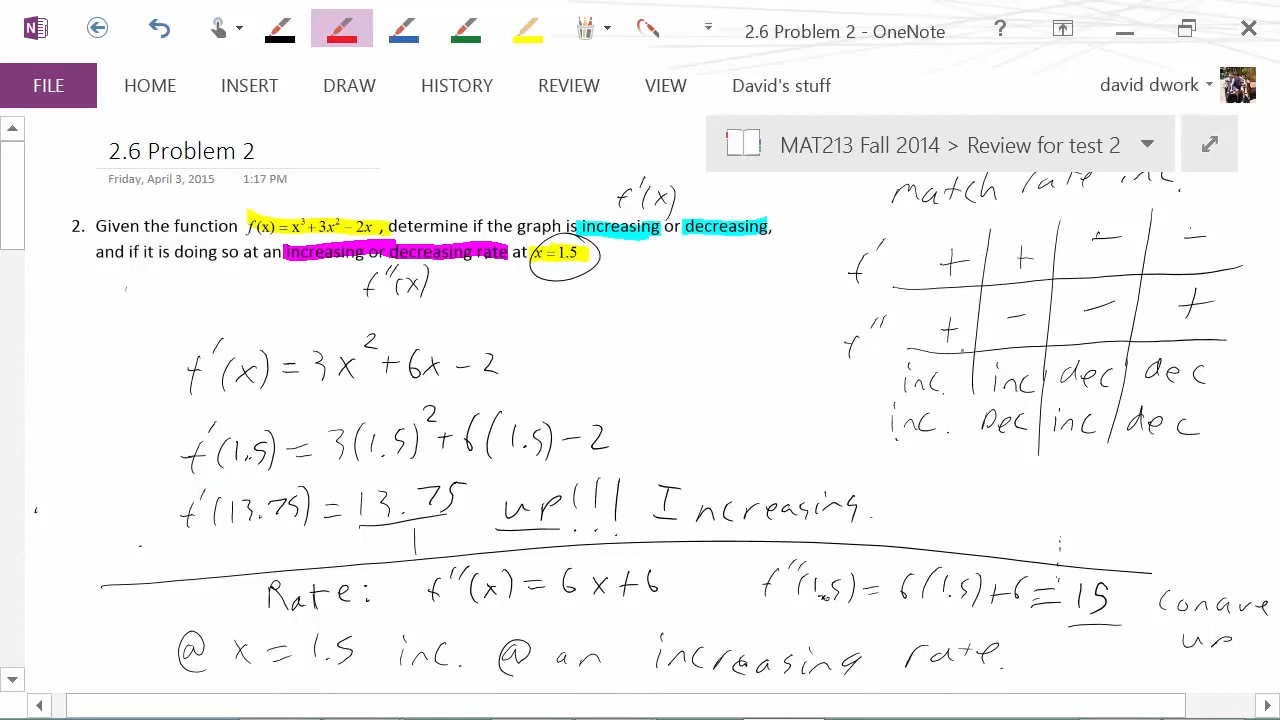 2.6 Problem 2 - OneNote
?
FILE HOME INSERT DRAW HISTORY REVIEW VIEW David's stuff david dwork
MAT213 Fall 2014 > Review for test 2
2.6 Problem 2
Friday, April 3, 2015 1:17 PM
match rate inc.
f'(x)
2. Given the function f(x) = x³ + 3x² − 2x , determine if the graph is increasing or decreasing,
and if it is doing so at an increasing or decreasing rate at x = 1.5
f''(x)
f' + + − −
f'' + − − +
inc. inc dec dec
inc. Dec inc dec
f'(x) = 3x² + 6x − 2
f'(1.5) = 3(1.5)² + 6(1.5) − 2
f'(13.75) = 13.75 up!!! Increasing.
Rate: f''(x) = 6x + 6 f''(1.5) = 6(1.5) + 6 = 15 conave up
@ x = 1.5 inc. @ an increasing rate.